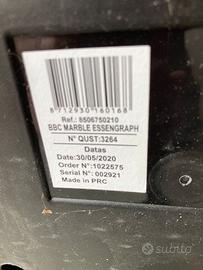 8712930160168
Ref.: 8506750210
BBC MARBLE ESSENGRAPH
N° QUST:3264
Datas
Date:30/05/2020
Order N°:1022575
Serial N°: 002921
Made in PRC
subito